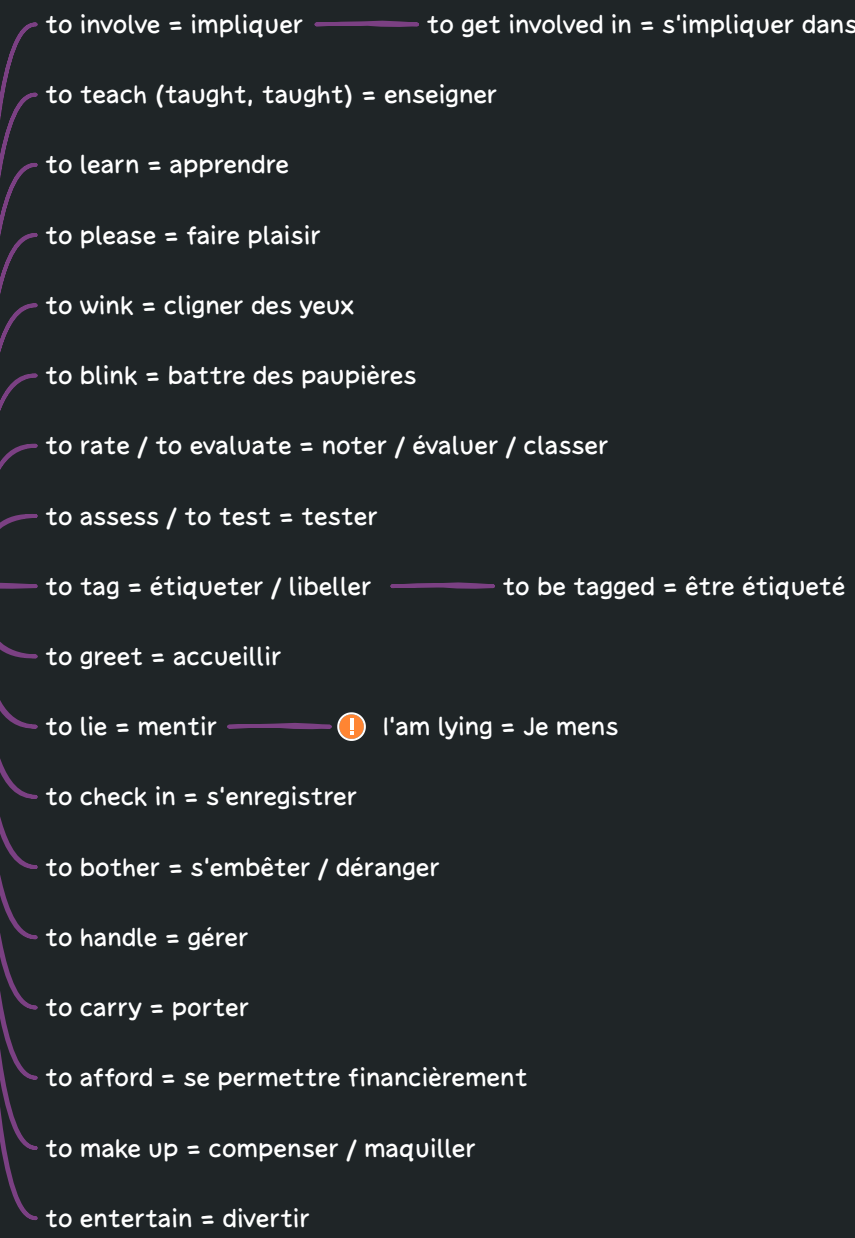 to involve = impliquer to get involved in = s'impliquer dans
to teach (taught, taught) = enseigner
to learn = apprendre
to please = faire plaisir
to wink = cligner des yeux
to blink = battre des paupières
to rate / to evaluate = noter / évaluer / classer
to assess / to test = tester
to tag = étiqueter / libeller to be tagged = être étiqueté
to greet = accueillir
to lie = mentir ! I'am lying = Je mens
to check in = s'enregistrer
to bother = s'embêter / déranger
to handle = gérer
to carry = porter
to afford = se permettre financièrement
to make up = compenser / maquiller
to entertain = divertir